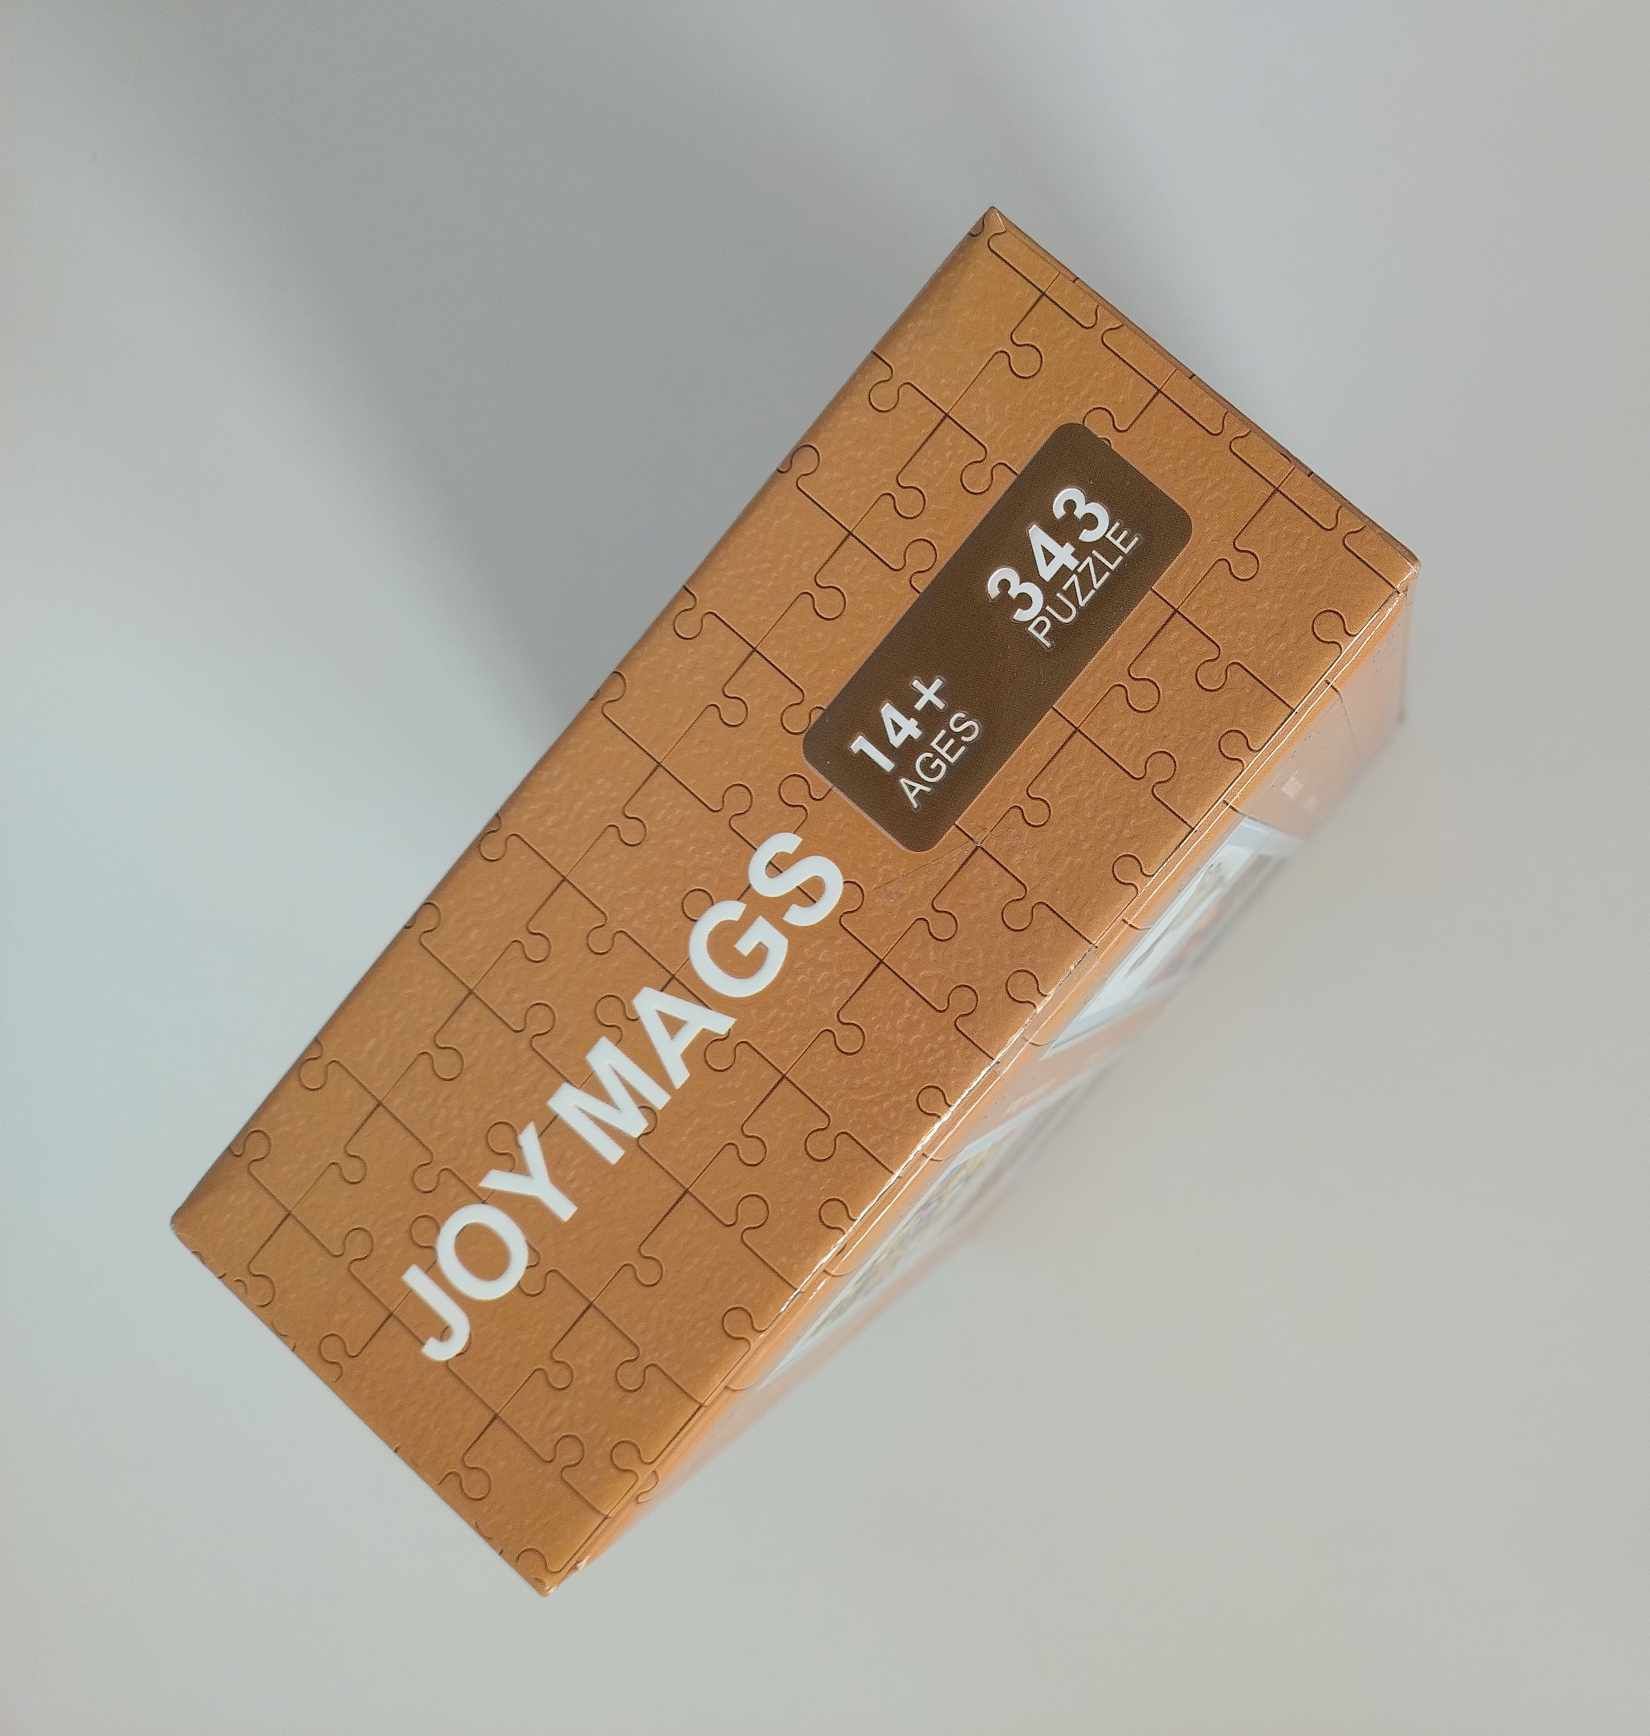 JOYMAGS
14+
AGES
343
PUZZLE